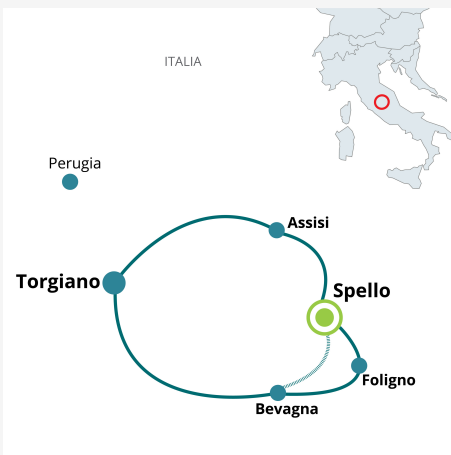 ITALIA
Perugia
Assisi
Torgiano
Spello
Foligno
Bevagna